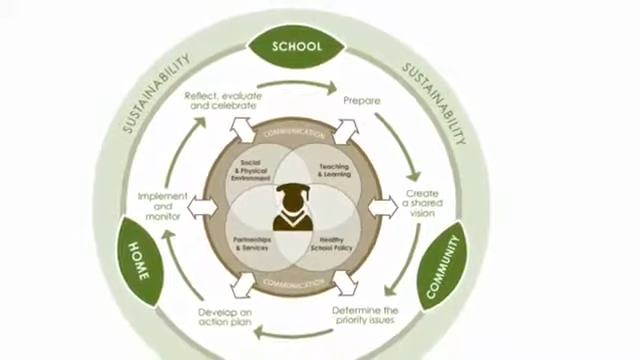 SCHOOL
SUSTAINABILITY
SUSTAINABILITY
Reflect, evaluate
and celebrate
Prepare
COMMUNICATION
Social
& Physical
Environment
Teaching
& Learning
Implement
and
monitor
Create
a shared
vision
Partnerships
& Services
Healthy
School Policy
HOME
COMMUNITY
COMMUNICATION
Develop an
action plan
Determine the
priority issues